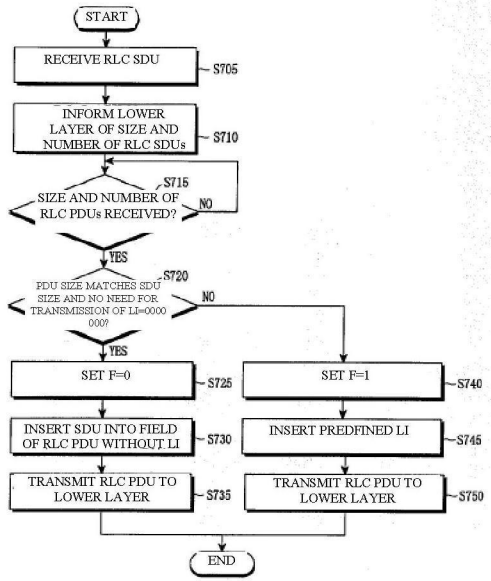 START
RECEIVE RLC SDU
S705
INFORM LOWER
LAYER OF SIZE AND
NUMBER OF RLC SDUs
S710
S715
SIZE AND NUMBER OF
RLC PDUs RECEIVED?
NO
YES
S720
PDU SIZE MATCHES SDU
SIZE AND NO NEED FOR
TRANSMISSION OF LI=0000
000?
NO
YES
SET F=0
S725
INSERT SDU INTO FIELD
OF RLC PDU WITHOUT LI
S730
TRANSMIT RLC PDU TO
LOWER LAYER
S735
SET F=1
S740
INSERT PREDFINED LI
S745
TRANSMIT RLC PDU TO
LOWER LAYER
S750
END